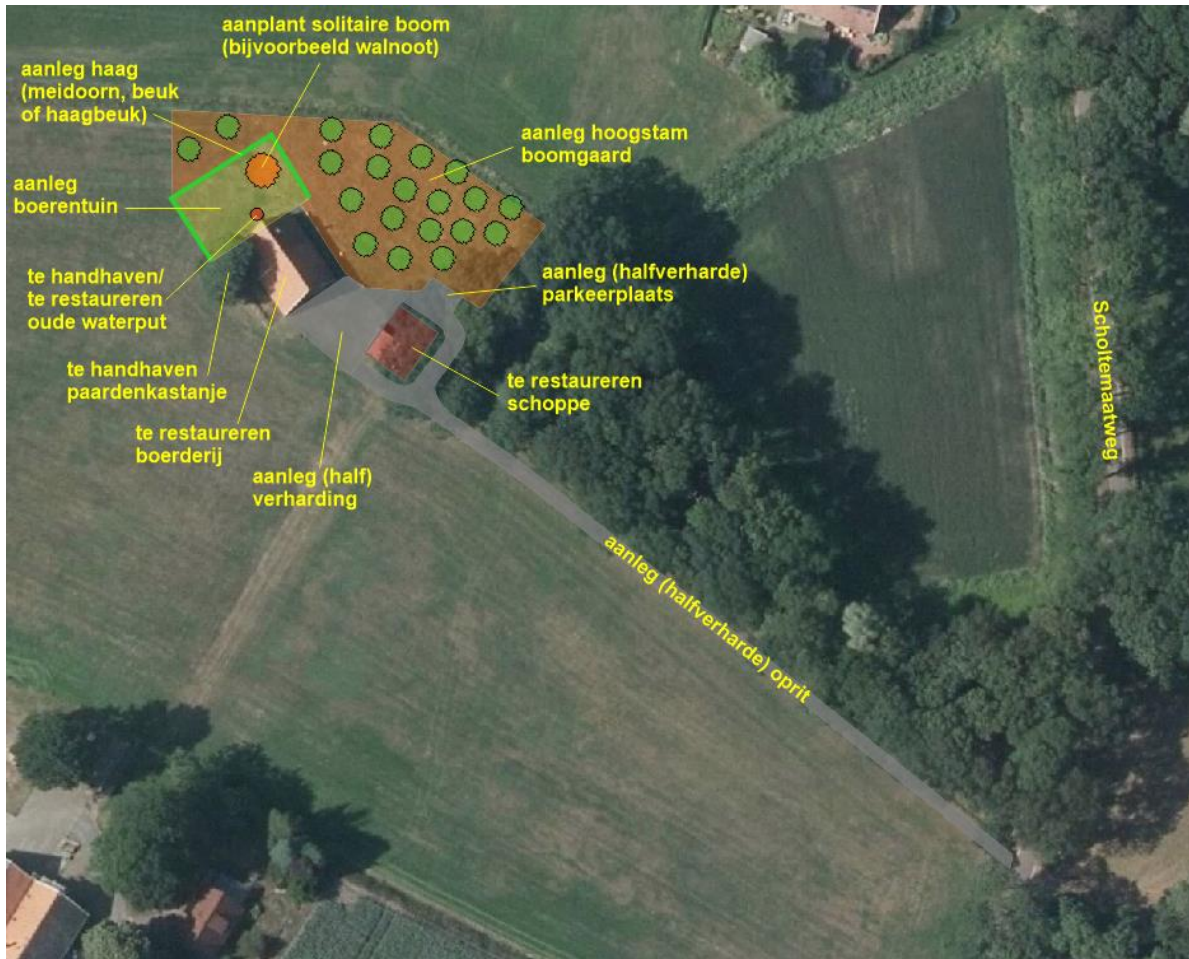 aanplant solitaire boom
(bijvoorbeeld walnoot)
aanleg haag
(meidoorn, beuk
of haagbeuk)
aanleg hoogstam
boomgaard
aanleg
boerentuin
te handhaven/
te restaureren
oude waterput
aanleg (halfverharde)
parkeerplaats
te handhaven
paardenkastanje
te restaureren
schoppe
te restaureren
boerderij
aanleg (half)
verharding
Scholtemaatweg
aanleg (halfverharde) oprit